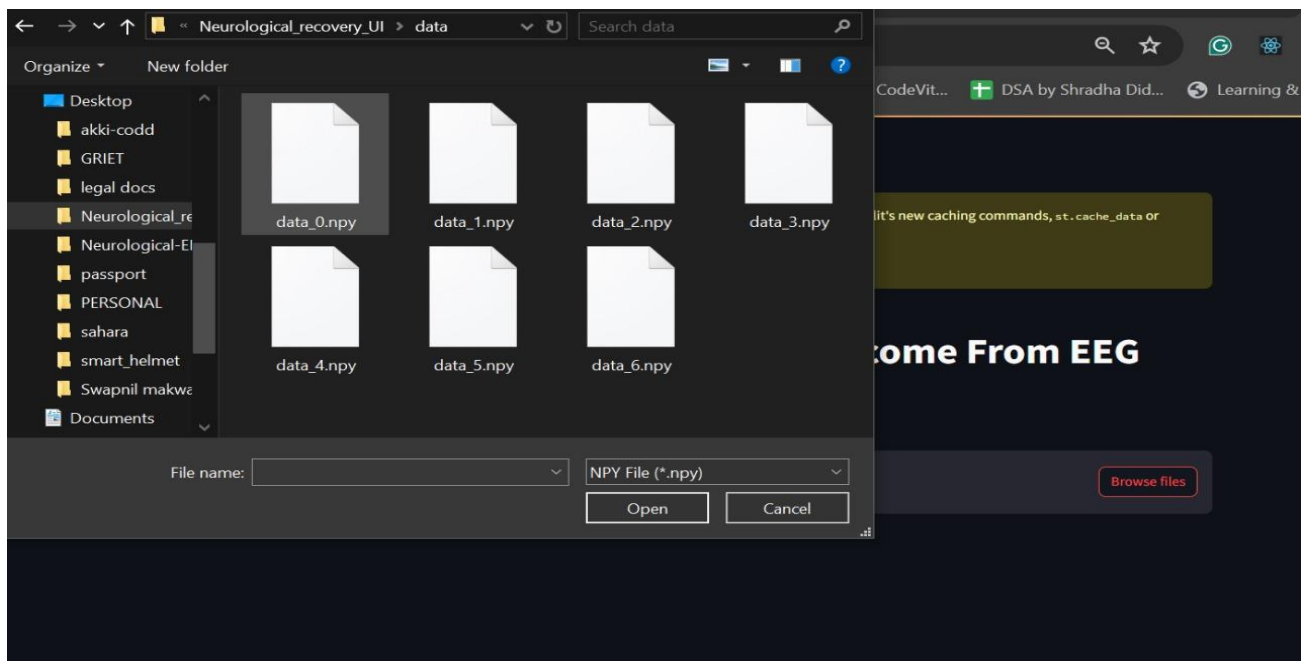 « Neurological_recovery_UI > data
Search data
Organize
New folder
Desktop
akki-codd
GRIET
legal docs
Neurological_re
Neurological-EI
passport
PERSONAL
sahara
smart_helmet
Swapnil makwa
Documents
data_0.npy data_1.npy data_2.npy data_3.npy
data_4.npy data_5.npy data_6.npy
File name:
NPY File (*.npy)
Open
Cancel
CodeVit... DSA by Shradha Did... Learning &
lit's new caching commands, st.cache_data or
come From EEG
Browse files